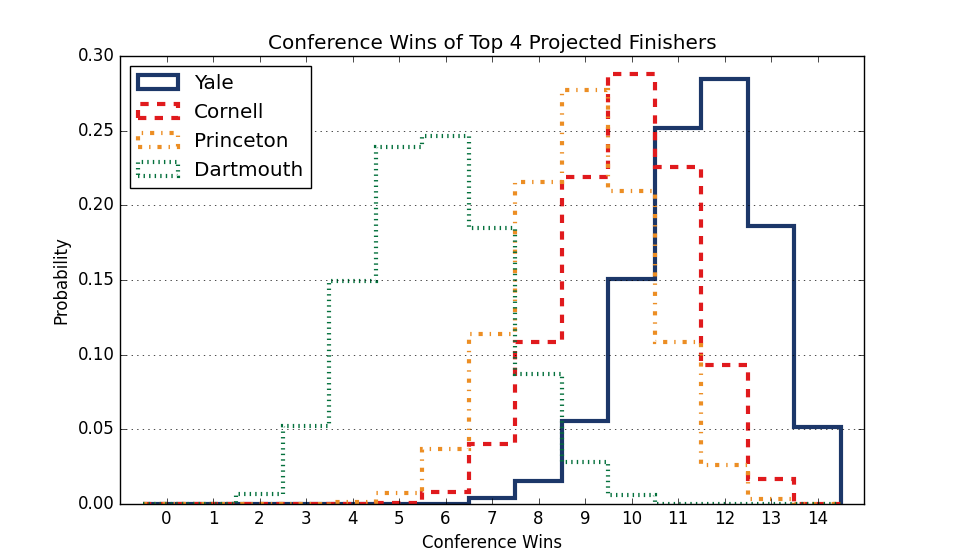 Conference Wins of Top 4 Projected Finishers
0.30
0.25
0.20
0.15
0.10
0.05
0.00
Probability
Yale
Cornell
Princeton
Dartmouth
0 1 2 3 4 5 6 7 8 9 10 11 12 13 14
Conference Wins